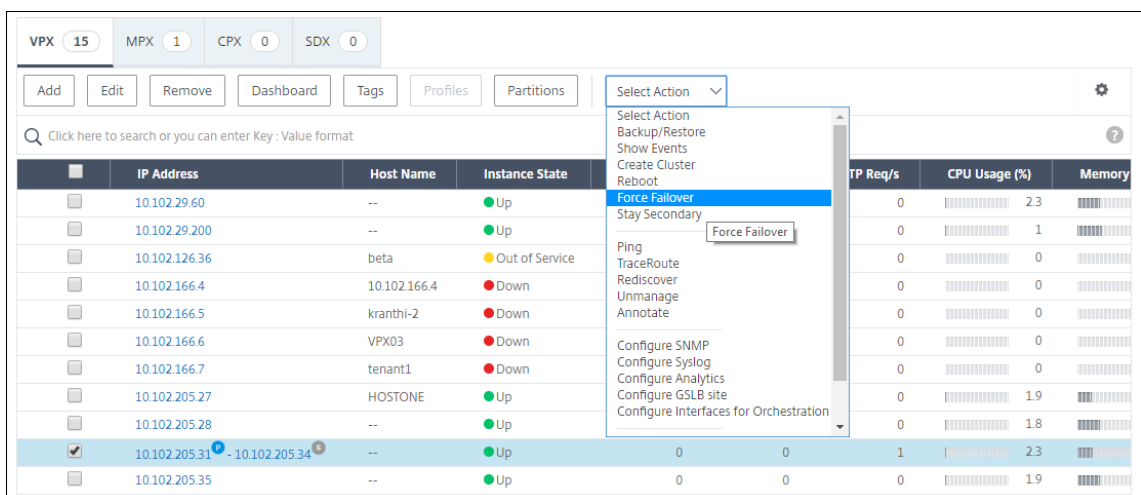 VPX 15 MPX 1 CPX 0 SDX 0
Add Edit Remove Dashboard Tags Profiles Partitions Select Action
Click here to search or you can enter Key : Value format ?
IP Address Host Name Instance State TP Req/s CPU Usage (%) Memory
10.102.29.60 -- Up 0 2.3
10.102.29.200 -- Up 0 1
10.102.126.36 beta Out of Service 0 0
10.102.166.4 10.102.166.4 Down 0 0
10.102.166.5 kranthi-2 Down 0 0
10.102.166.6 VPX03 Down 0 0
10.102.166.7 tenant1 Down 0 0
10.102.205.27 HOSTONE Up 0 1.9
10.102.205.28 -- Up 0 1.8
10.102.205.31 P - 10.102.205.34 S -- Up 0 0 1 2.3
10.102.205.35 -- Up 0 0 0 1.9
Select Action
Backup/Restore
Show Events
Create Cluster
Reboot
Force Failover
Stay Secondary
Force Failover
Ping
TraceRoute
Rediscover
Unmanage
Annotate
Configure SNMP
Configure Syslog
Configure Analytics
Configure GSLB site
Configure Interfaces for Orchestration